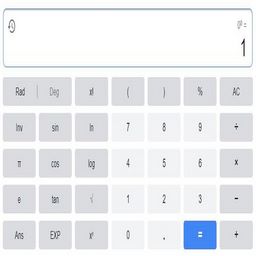 0⁰ =
1
Rad | Deg x! ( ) % AC
Inv sin ln 7 8 9 ÷
π cos log 4 5 6 ×
e tan √ 1 2 3 −
Ans EXP xʸ 0 . = +